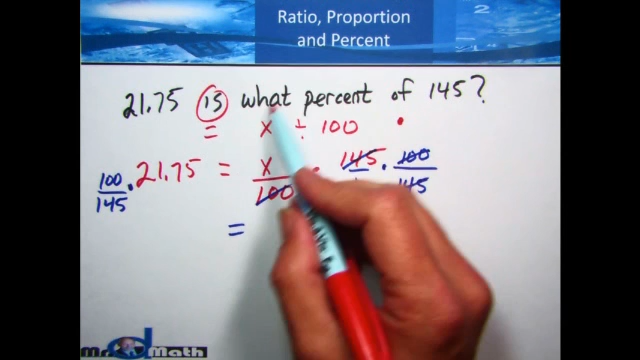 Ratio, Proportion
and Percent
21.75 is what percent of 145?
= x ÷ 100 •
100/145 • 21.75 = x/100 • 145/1 • 100/145
=
Math